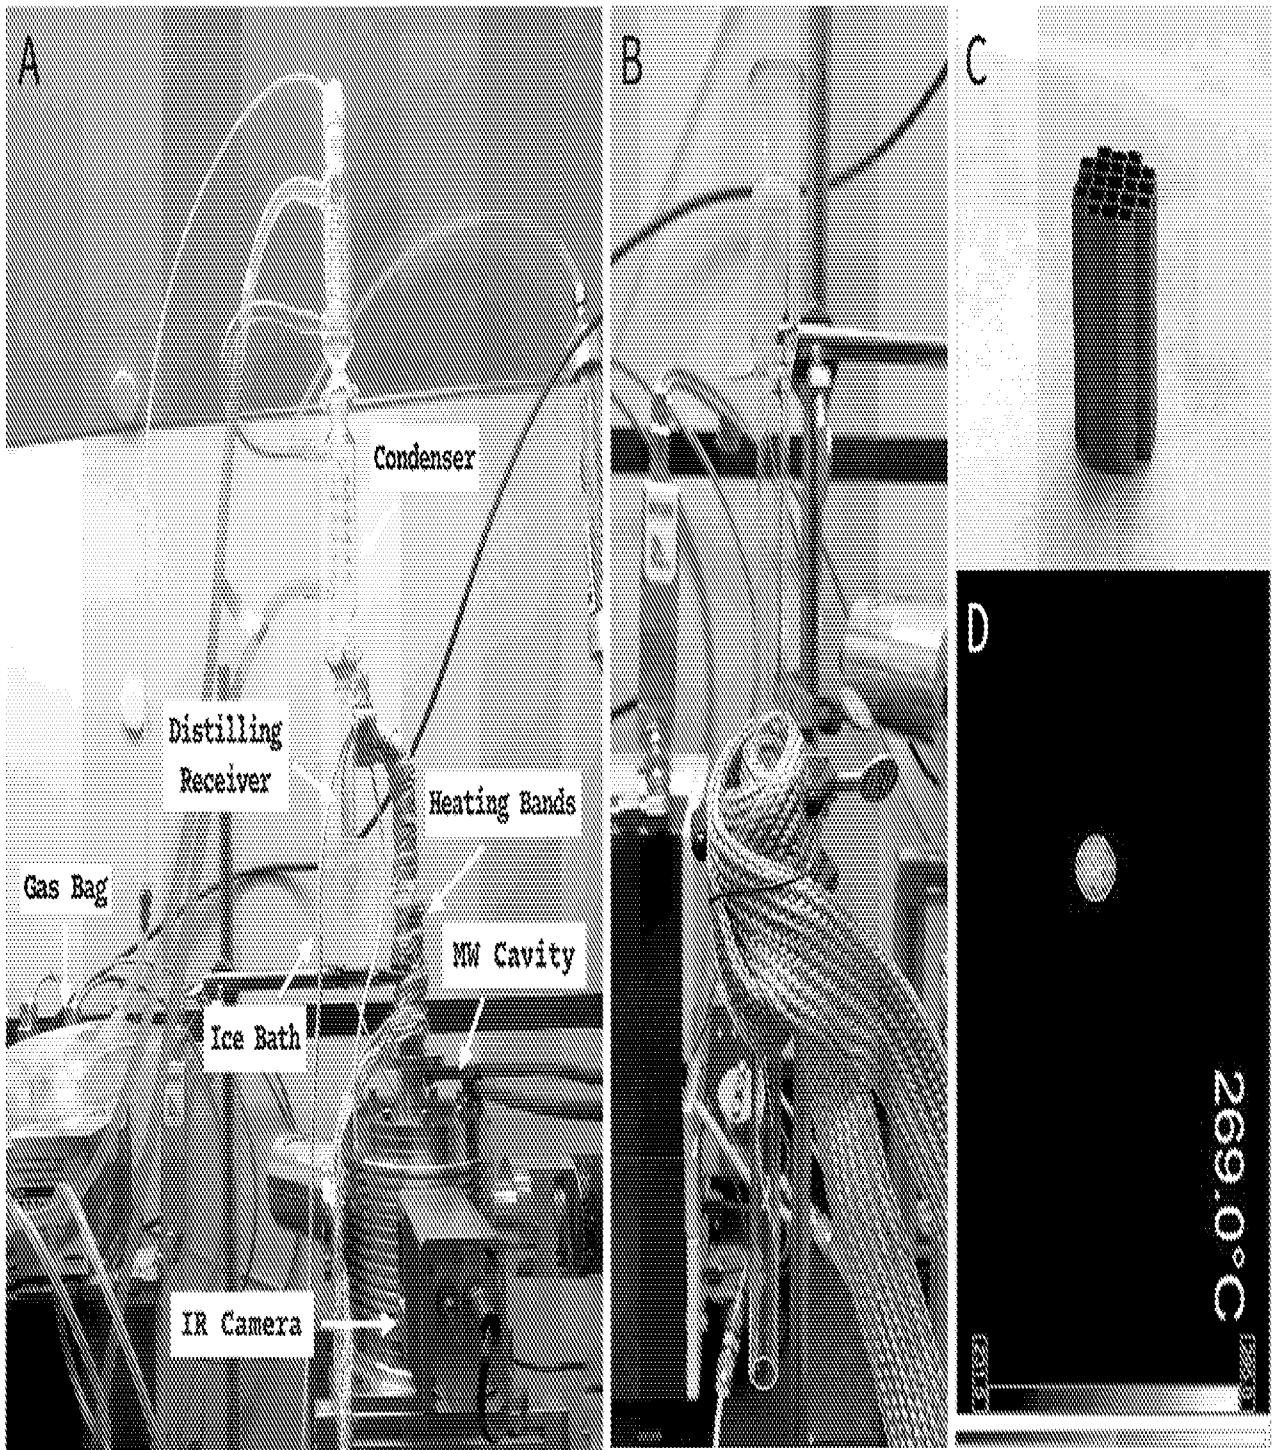 A
Condenser
Distilling
Receiver
Heating Bands
Gas Bag
MW Cavity
Ice Bath
IR Camera
B
C
D
269.0°C